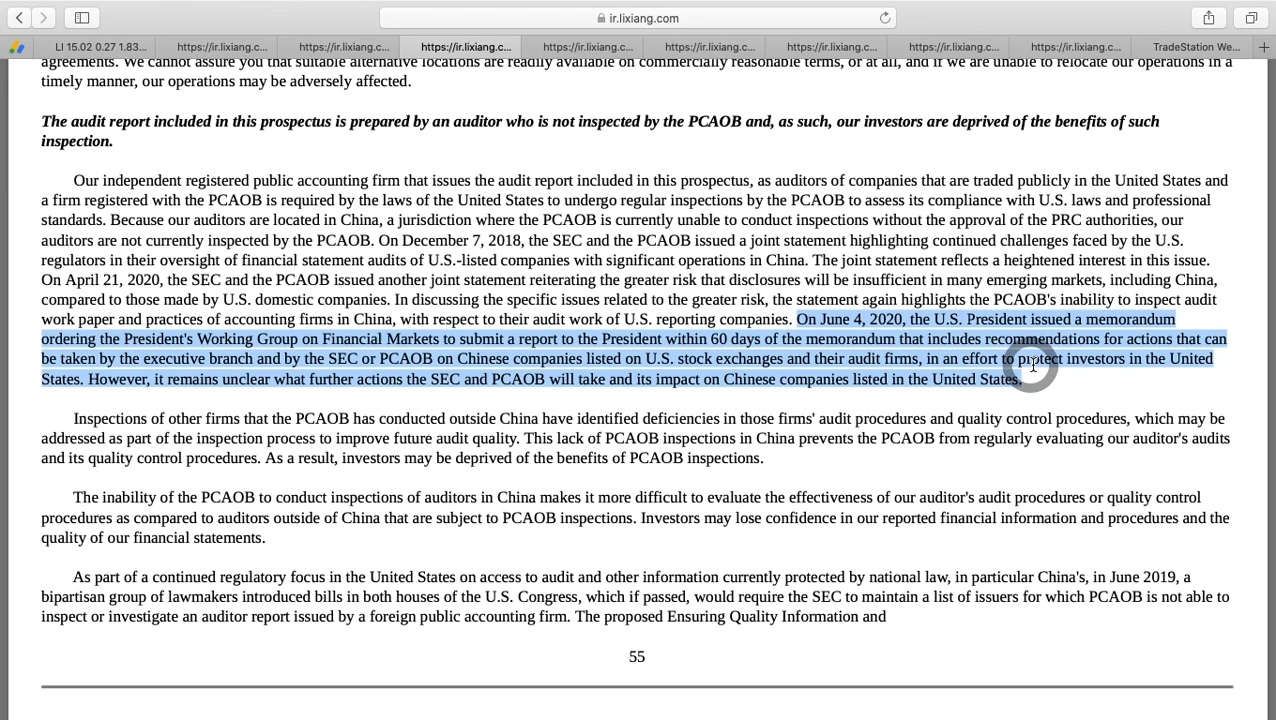 ir.lixiang.com
LI 15.02 0.27 1.83...
https://ir.lixiang.c...
https://ir.lixiang.c...
https://ir.lixiang.c...
https://ir.lixiang.c...
https://ir.lixiang.c...
https://ir.lixiang.c...
https://ir.lixiang.c...
https://ir.lixiang.c...
TradeStation We...
agreements. We cannot assure you that suitable alternative locations are readily available on commercially reasonable terms, or at all, and if we are unable to relocate our operations in a
timely manner, our operations may be adversely affected.
The audit report included in this prospectus is prepared by an auditor who is not inspected by the PCAOB and, as such, our investors are deprived of the benefits of such
inspection.
Our independent registered public accounting firm that issues the audit report included in this prospectus, as auditors of companies that are traded publicly in the United States and
a firm registered with the PCAOB is required by the laws of the United States to undergo regular inspections by the PCAOB to assess its compliance with U.S. laws and professional
standards. Because our auditors are located in China, a jurisdiction where the PCAOB is currently unable to conduct inspections without the approval of the PRC authorities, our
auditors are not currently inspected by the PCAOB. On December 7, 2018, the SEC and the PCAOB issued a joint statement highlighting continued challenges faced by the U.S.
regulators in their oversight of financial statement audits of U.S.-listed companies with significant operations in China. The joint statement reflects a heightened interest in this issue.
On April 21, 2020, the SEC and the PCAOB issued another joint statement reiterating the greater risk that disclosures will be insufficient in many emerging markets, including China,
compared to those made by U.S. domestic companies. In discussing the specific issues related to the greater risk, the statement again highlights the PCAOB's inability to inspect audit
work paper and practices of accounting firms in China, with respect to their audit work of U.S. reporting companies. On June 4, 2020, the U.S. President issued a memorandum
ordering the President's Working Group on Financial Markets to submit a report to the President within 60 days of the memorandum that includes recommendations for actions that can
be taken by the executive branch and by the SEC or PCAOB on Chinese companies listed on U.S. stock exchanges and their audit firms, in an effort to protect investors in the United
States. However, it remains unclear what further actions the SEC and PCAOB will take and its impact on Chinese companies listed in the United States.
Inspections of other firms that the PCAOB has conducted outside China have identified deficiencies in those firms' audit procedures and quality control procedures, which may be
addressed as part of the inspection process to improve future audit quality. This lack of PCAOB inspections in China prevents the PCAOB from regularly evaluating our auditor's audits
and its quality control procedures. As a result, investors may be deprived of the benefits of PCAOB inspections.
The inability of the PCAOB to conduct inspections of auditors in China makes it more difficult to evaluate the effectiveness of our auditor's audit procedures or quality control
procedures as compared to auditors outside of China that are subject to PCAOB inspections. Investors may lose confidence in our reported financial information and procedures and the
quality of our financial statements.
As part of a continued regulatory focus in the United States on access to audit and other information currently protected by national law, in particular China's, in June 2019, a
bipartisan group of lawmakers introduced bills in both houses of the U.S. Congress, which if passed, would require the SEC to maintain a list of issuers for which PCAOB is not able to
inspect or investigate an auditor report issued by a foreign public accounting firm. The proposed Ensuring Quality Information and
55